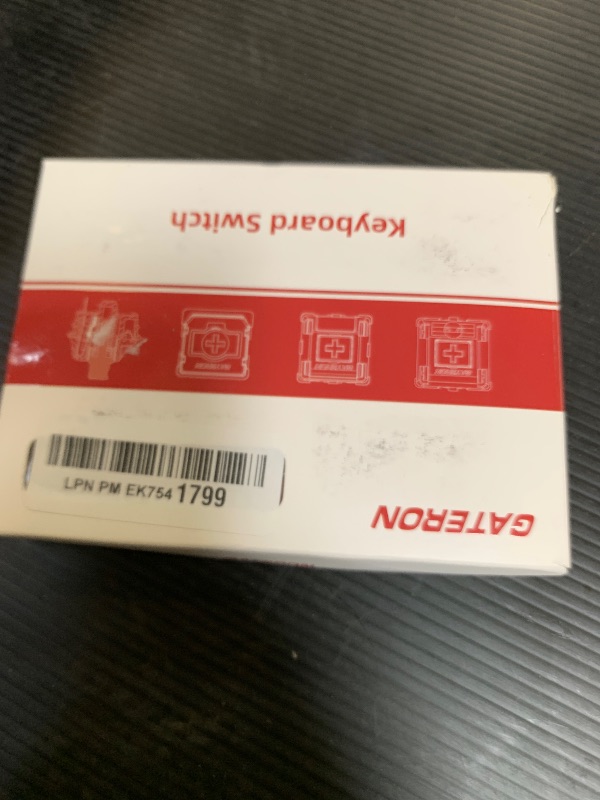 GATERON
Keyboard Switch
LPN PM EK754 1799